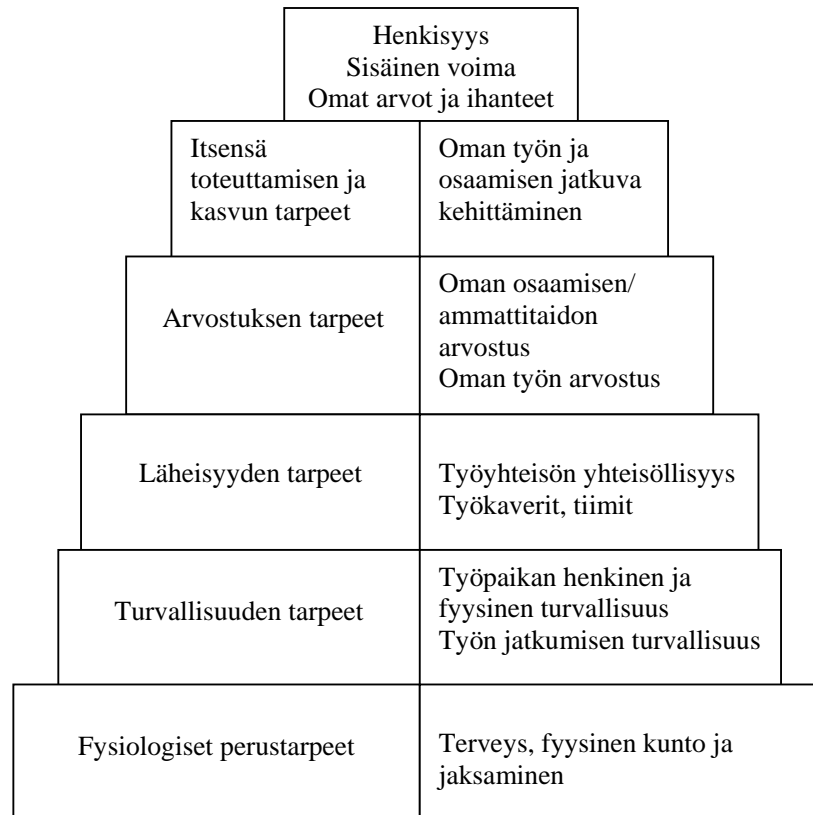 Henkisyys
Sisäinen voima
Omat arvot ja ihanteet
Itsensä
toteuttamisen ja
kasvun tarpeet
Oman työn ja
osaamisen jatkuva
kehittäminen
Arvostuksen tarpeet
Oman osaamisen/
ammattitaidon
arvostus
Oman työn arvostus
Läheisyyden tarpeet
Työyhteisön yhteisöllisyys
Työkaverit, tiimit
Turvallisuuden tarpeet
Työpaikan henkinen ja
fyysinen turvallisuus
Työn jatkumisen turvallisuus
Fysiologiset perustarpeet
Terveys, fyysinen kunto ja
jaksaminen